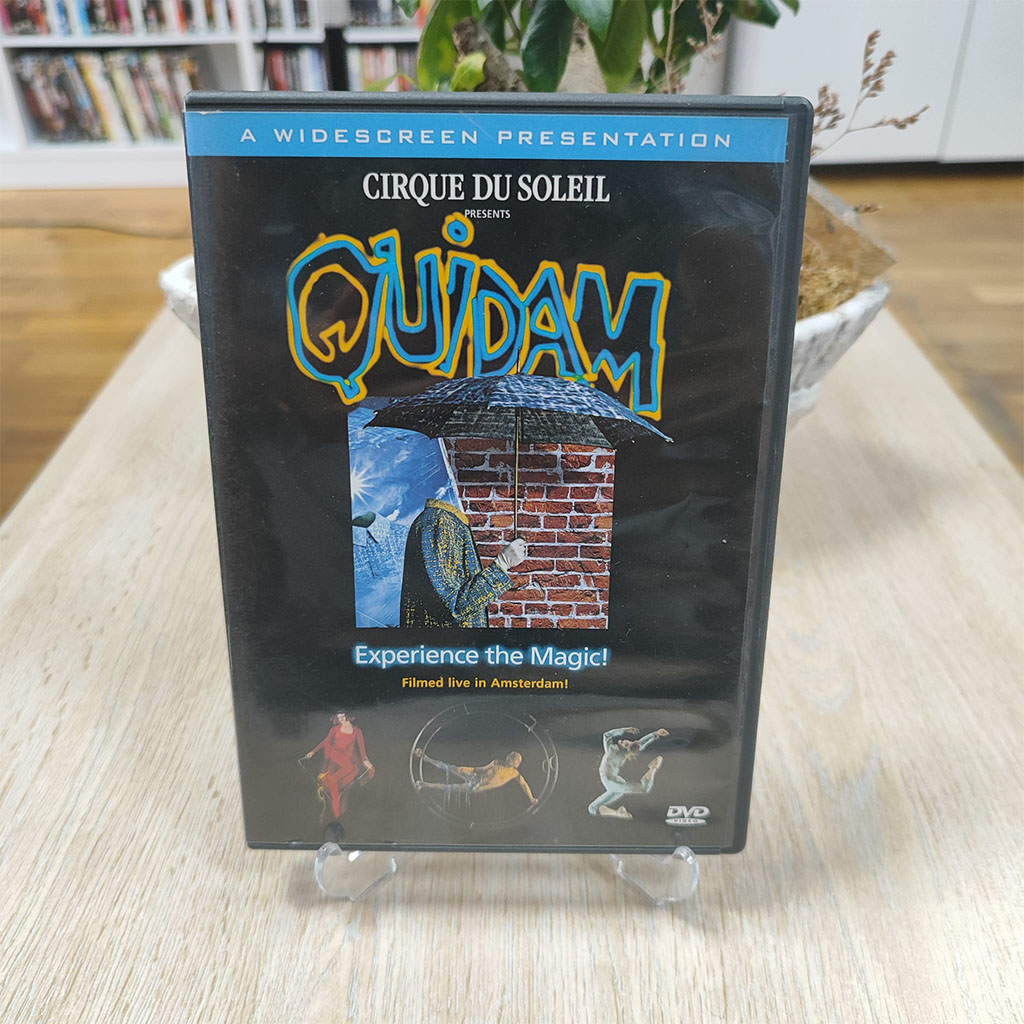 A WIDESCREEN PRESENTATION
CIRQUE DU SOLEIL
PRESENTS
QUiDAM
Experience the Magic!
Filmed live in Amsterdam!
DVD
VIDEO